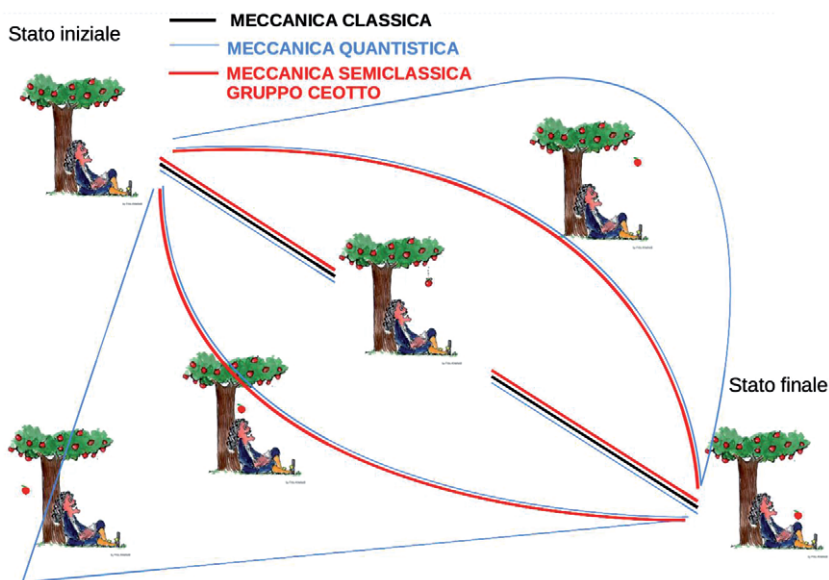 Stato iniziale
MECCANICA CLASSICA
MECCANICA QUANTISTICA
MECCANICA SEMICLASSICA
GRUPPO CEOTTO
Stato finale